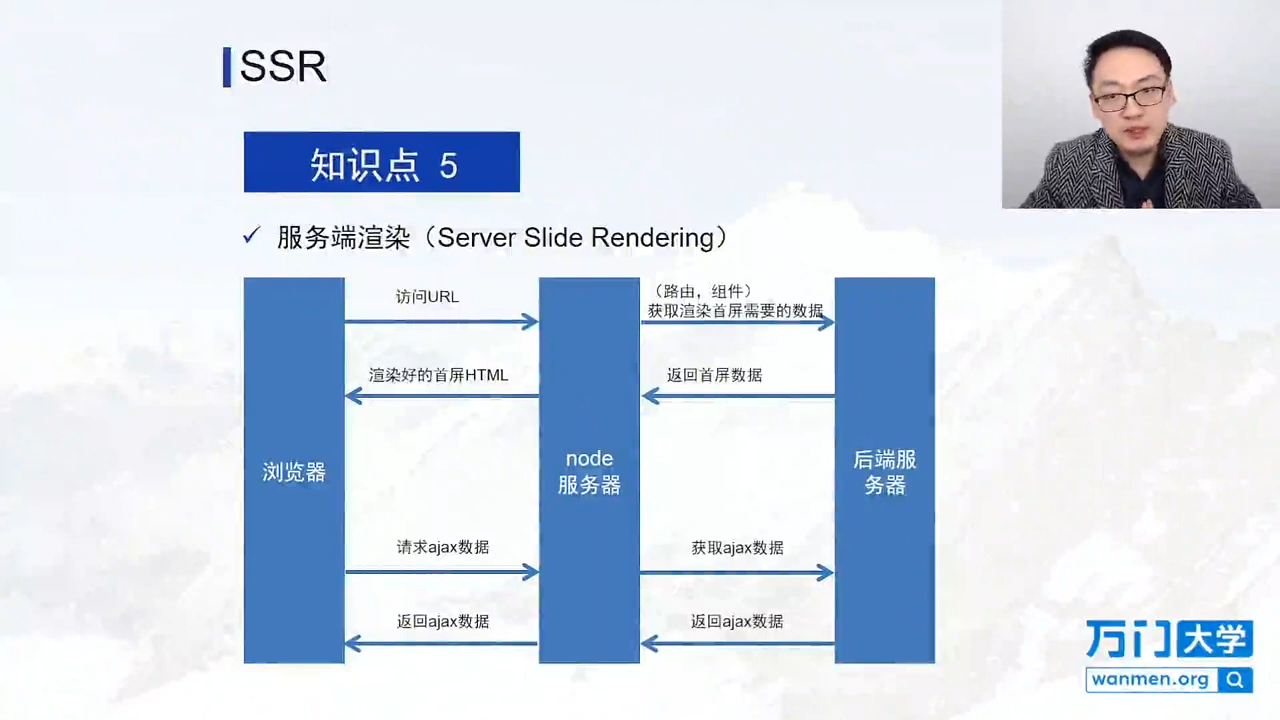 SSR
知识点 5
✓ 服务端渲染（Server Slide Rendering）
访问URL
（路由，组件）
获取渲染首屏需要的数据
渲染好的首屏HTML
返回首屏数据
浏览器
node
服务器
后端服
务器
请求ajax数据
获取ajax数据
返回ajax数据
返回ajax数据
万门大学
wanmen.org